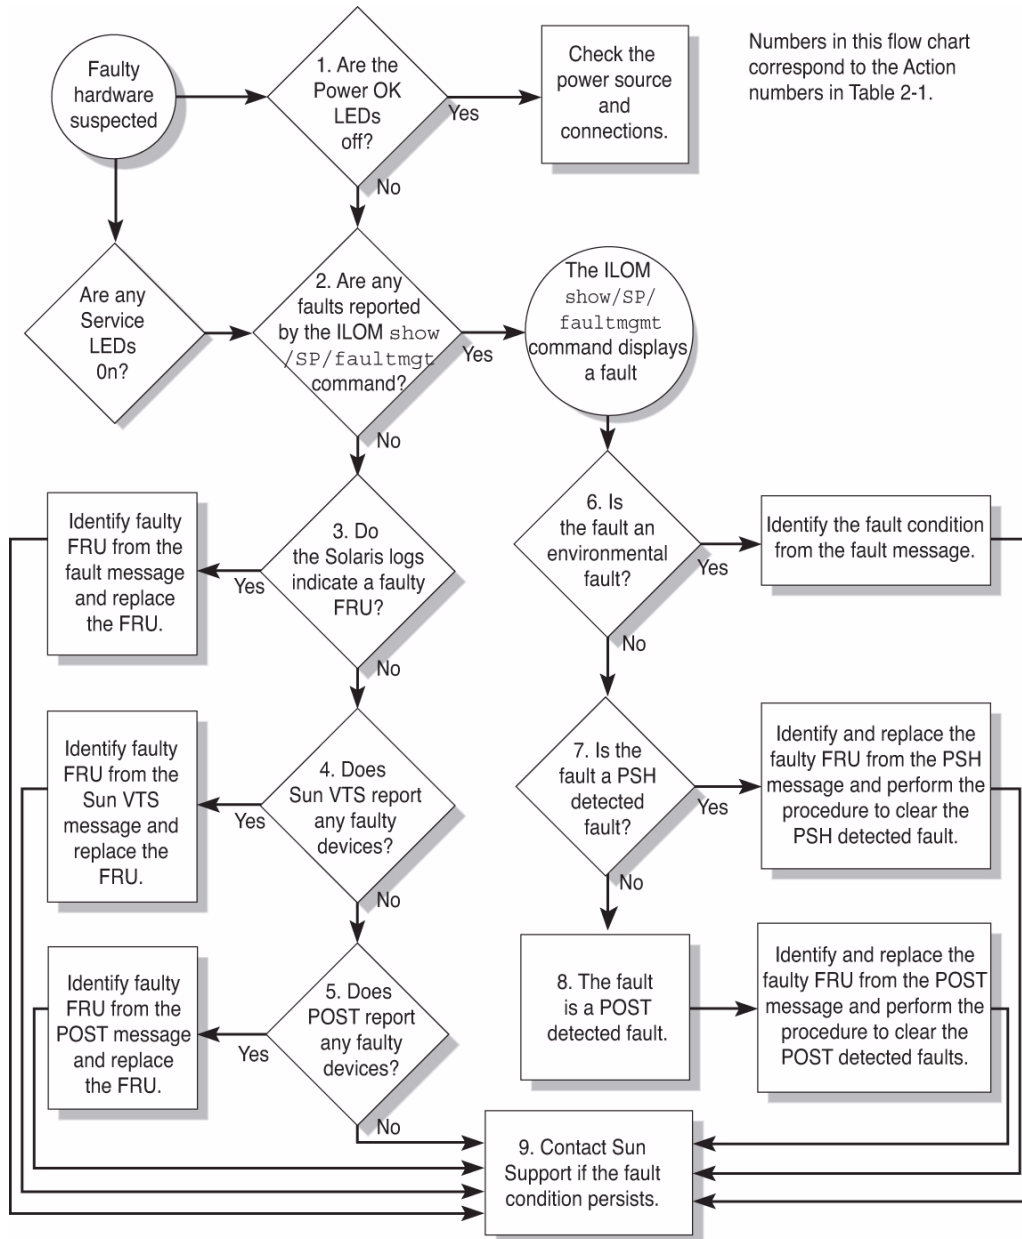 Faulty
hardware
suspected
1. Are the
Power OK
LEDs
off?
Yes
No
Check the
power source
and
connections.
Numbers in this flow chart
correspond to the Action
numbers in Table 2-1.
Are any
Service
LEDs
0n?
2. Are any
faults reported
by the ILOM show
/SP/faultmgt
command?
Yes
No
The ILOM
show/SP/
faultmgmt
command displays
a fault
3. Do
the Solaris logs
indicate a faulty
FRU?
Yes
No
Identify faulty
FRU from the
fault message
and replace
the FRU.
6. Is
the fault an
environmental
fault?
Yes
No
Identify the fault condition
from the fault message.
4. Does
Sun VTS report
any faulty
devices?
Yes
No
Identify faulty
FRU from the
Sun VTS
message and
replace the
FRU.
7. Is the
fault a PSH
detected
fault?
Yes
No
Identify and replace the
faulty FRU from the PSH
message and perform the
procedure to clear the
PSH detected fault.
5. Does
POST report
any faulty
devices?
Yes
No
Identify faulty
FRU from the
POST message
and replace
the FRU.
8. The fault
is a POST
detected fault.
Identify and replace the
faulty FRU from the POST
message and perform the
procedure to clear the
POST detected faults.
9. Contact Sun
Support if the fault
condition persists.